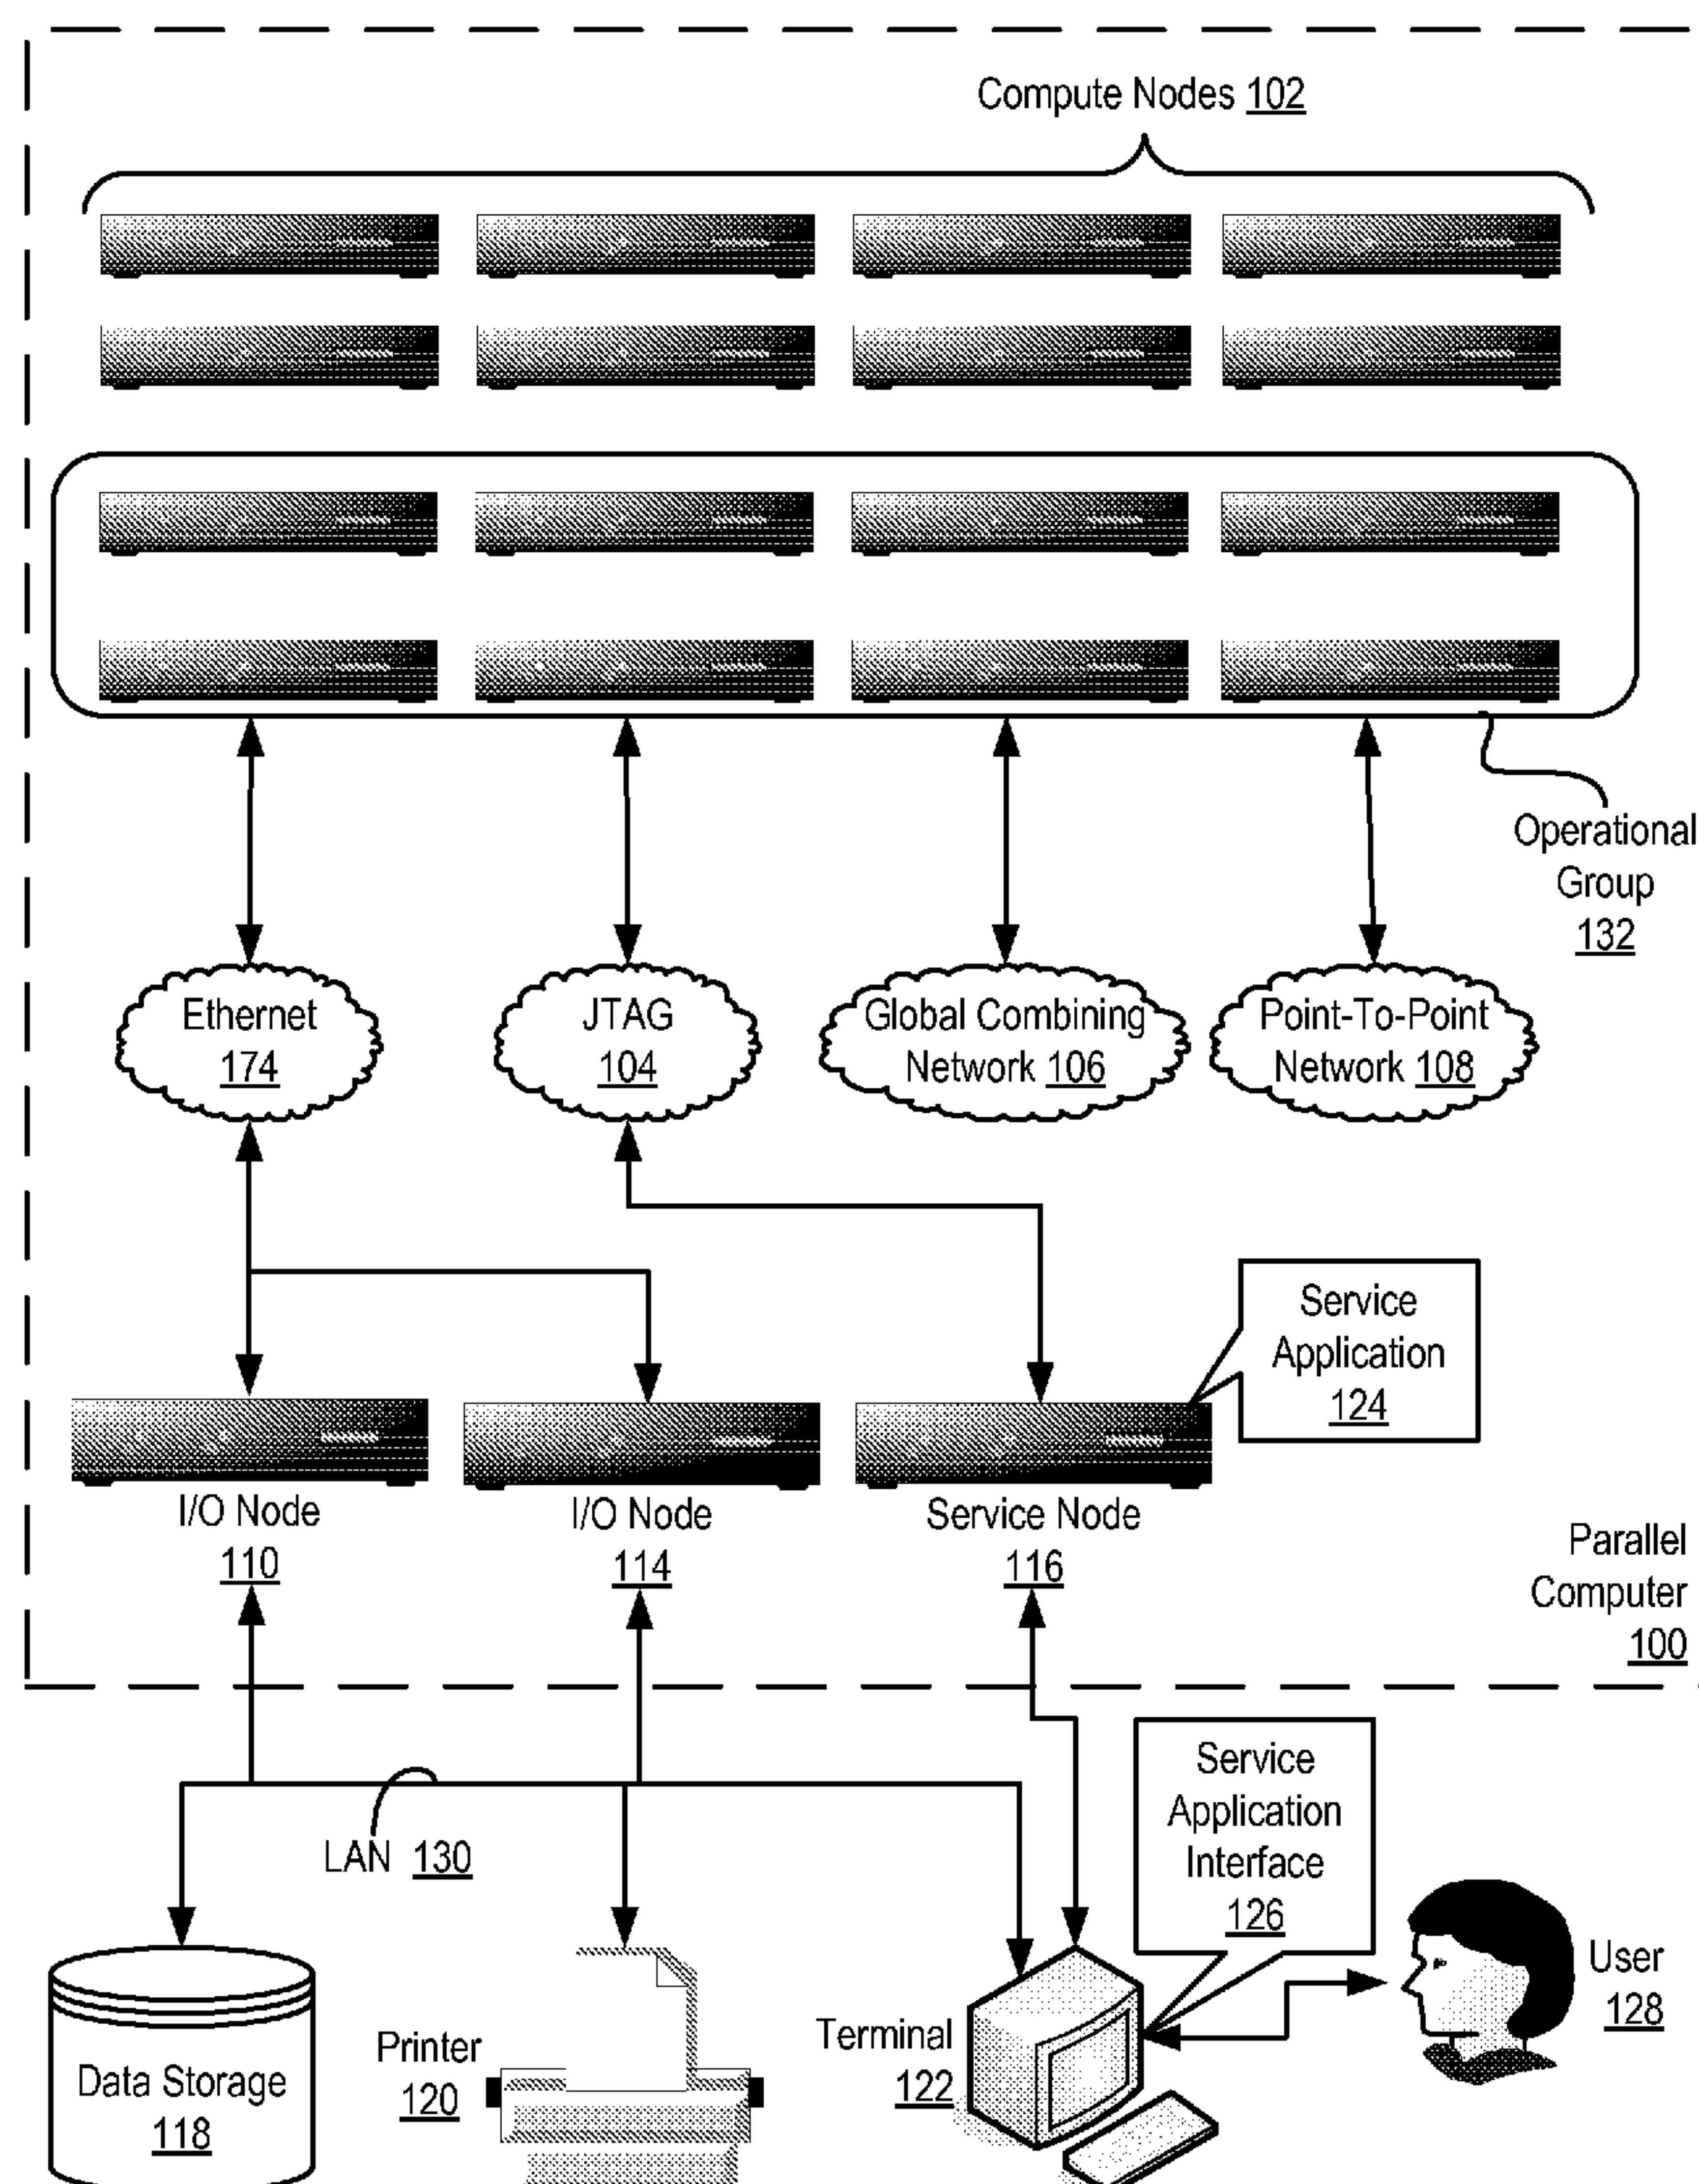 Compute Nodes 102
Operational
Group
132
Ethernet
174
JTAG
104
Global Combining
Network 106
Point-To-Point
Network 108
Service
Application
124
I/O Node
110
I/O Node
114
Service Node
116
Parallel
Computer
100
LAN 130
Service
Application
Interface
126
Data Storage
118
Printer
120
Terminal
122
User
128